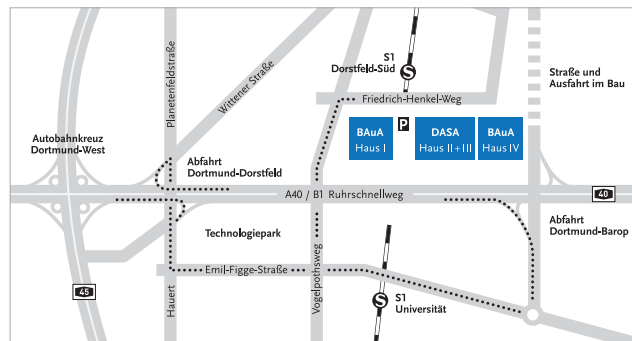 S1
Dorstfeld-Süd
S
Planetenfeldstraße
Wittener Straße
Straße und
Ausfahrt im Bau
Friedrich-Henkel-Weg
P
BAuA
Haus I
DASA
Haus II + III
BAuA
Haus IV
Autobahnkreuz
Dortmund-West
Abfahrt
Dortmund-Dorstfeld
A40 / B1 Ruhrschnellweg
40
Technologiepark
Abfahrt
Dortmund-Barop
Vogelpothsweg
Emil-Figge-Straße
Hauert
45
S
S1
Universität